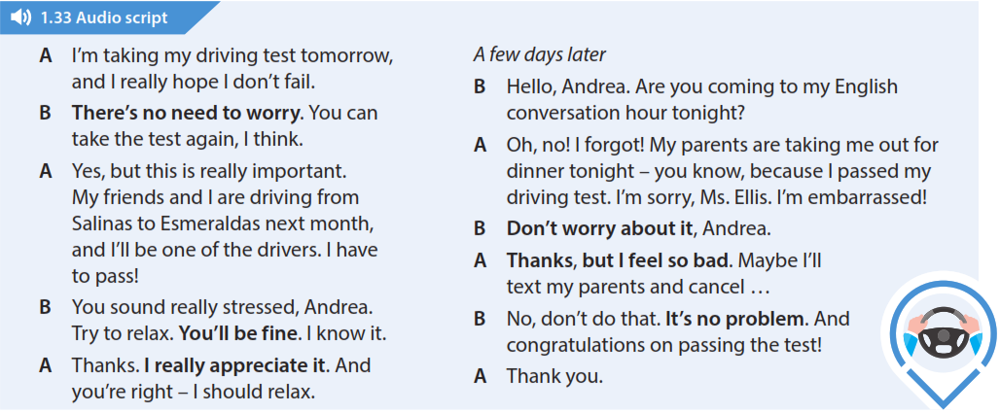 1.33 Audio script
A I'm taking my driving test tomorrow,
and I really hope I don't fail.
B There's no need to worry. You can
take the test again, I think.
A Yes, but this is really important.
My friends and I are driving from
Salinas to Esmeraldas next month,
and I'll be one of the drivers. I have
to pass!
B You sound really stressed, Andrea.
Try to relax. You'll be fine. I know it.
A Thanks. I really appreciate it. And
you're right – I should relax.
A few days later
B Hello, Andrea. Are you coming to my English
conversation hour tonight?
A Oh, no! I forgot! My parents are taking me out for
dinner tonight – you know, because I passed my
driving test. I'm sorry, Ms. Ellis. I'm embarrassed!
B Don't worry about it, Andrea.
A Thanks, but I feel so bad. Maybe I'll
text my parents and cancel …
B No, don't do that. It's no problem. And
congratulations on passing the test!
A Thank you.